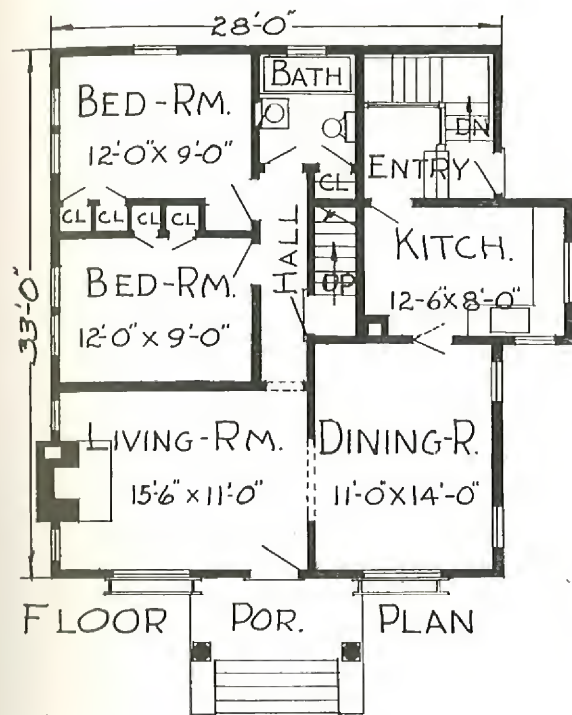 28'-0"
BATH
BED-RM.
12'-0" X 9'-0"
DN
ENTRY
CL
CL CL CL CL
HALL
KITCH.
BED-RM.
UP
12-6" X 8'-0"
12'-0" X 9'-0"
33'-0"
LIVING-RM.
DINING-R.
15'-6" X 11'-0"
11'-0" X 14'-0"
FLOOR POR. PLAN